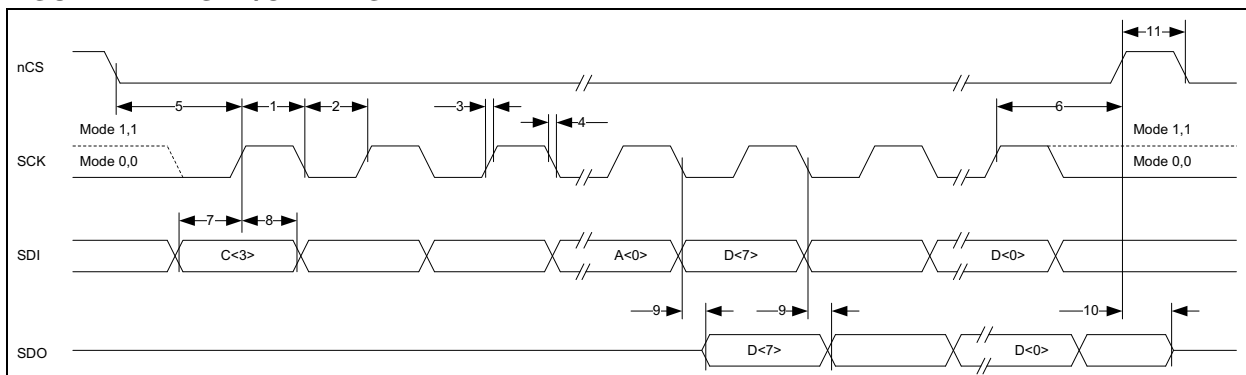 11
nCS
5
1
2
3
4
6
Mode 1,1
Mode 1,1
SCK
Mode 0,0
Mode 0,0
7
8
SDI
C<3>
A<0>
D<7>
D<0>
9
9
10
SDO
D<7>
D<0>